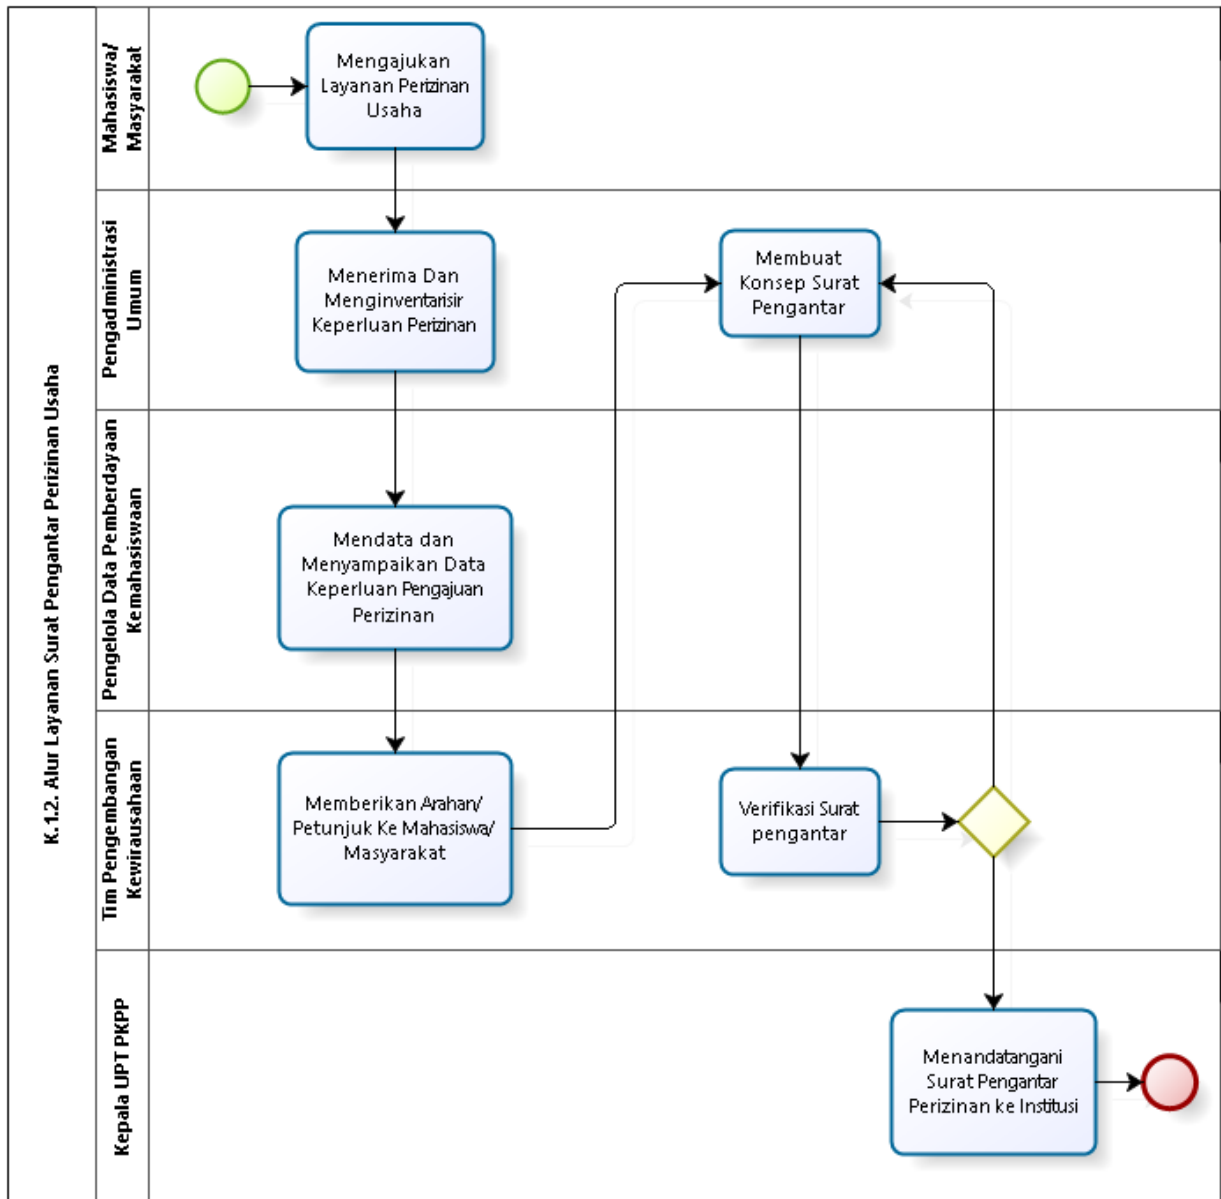 K.1.2. Alur Layanan Surat Pengantar Perizinan Usaha
Mahasiswa/
Masyarakat
Mengajukan
Layanan Perizinan
Usaha
Pengadministrasi
Umum
Menerima Dan
Menginventarisir
Keperluan Perizinan
Membuat
Konsep Surat
Pengantar
Pengelola Data Pemberdayaan
Kemahasiswaan
Mendata dan
Menyampaikan Data
Keperluan Pengajuan
Perizinan
Tim Pengembangan
Kewirausahaan
Memberikan Arahan/
Petunjuk Ke Mahasiswa/
Masyarakat
Verifikasi Surat
pengantar
Kepala UPT PKPP
Menandatangani
Surat Pengantar
Perizinan ke Institusi